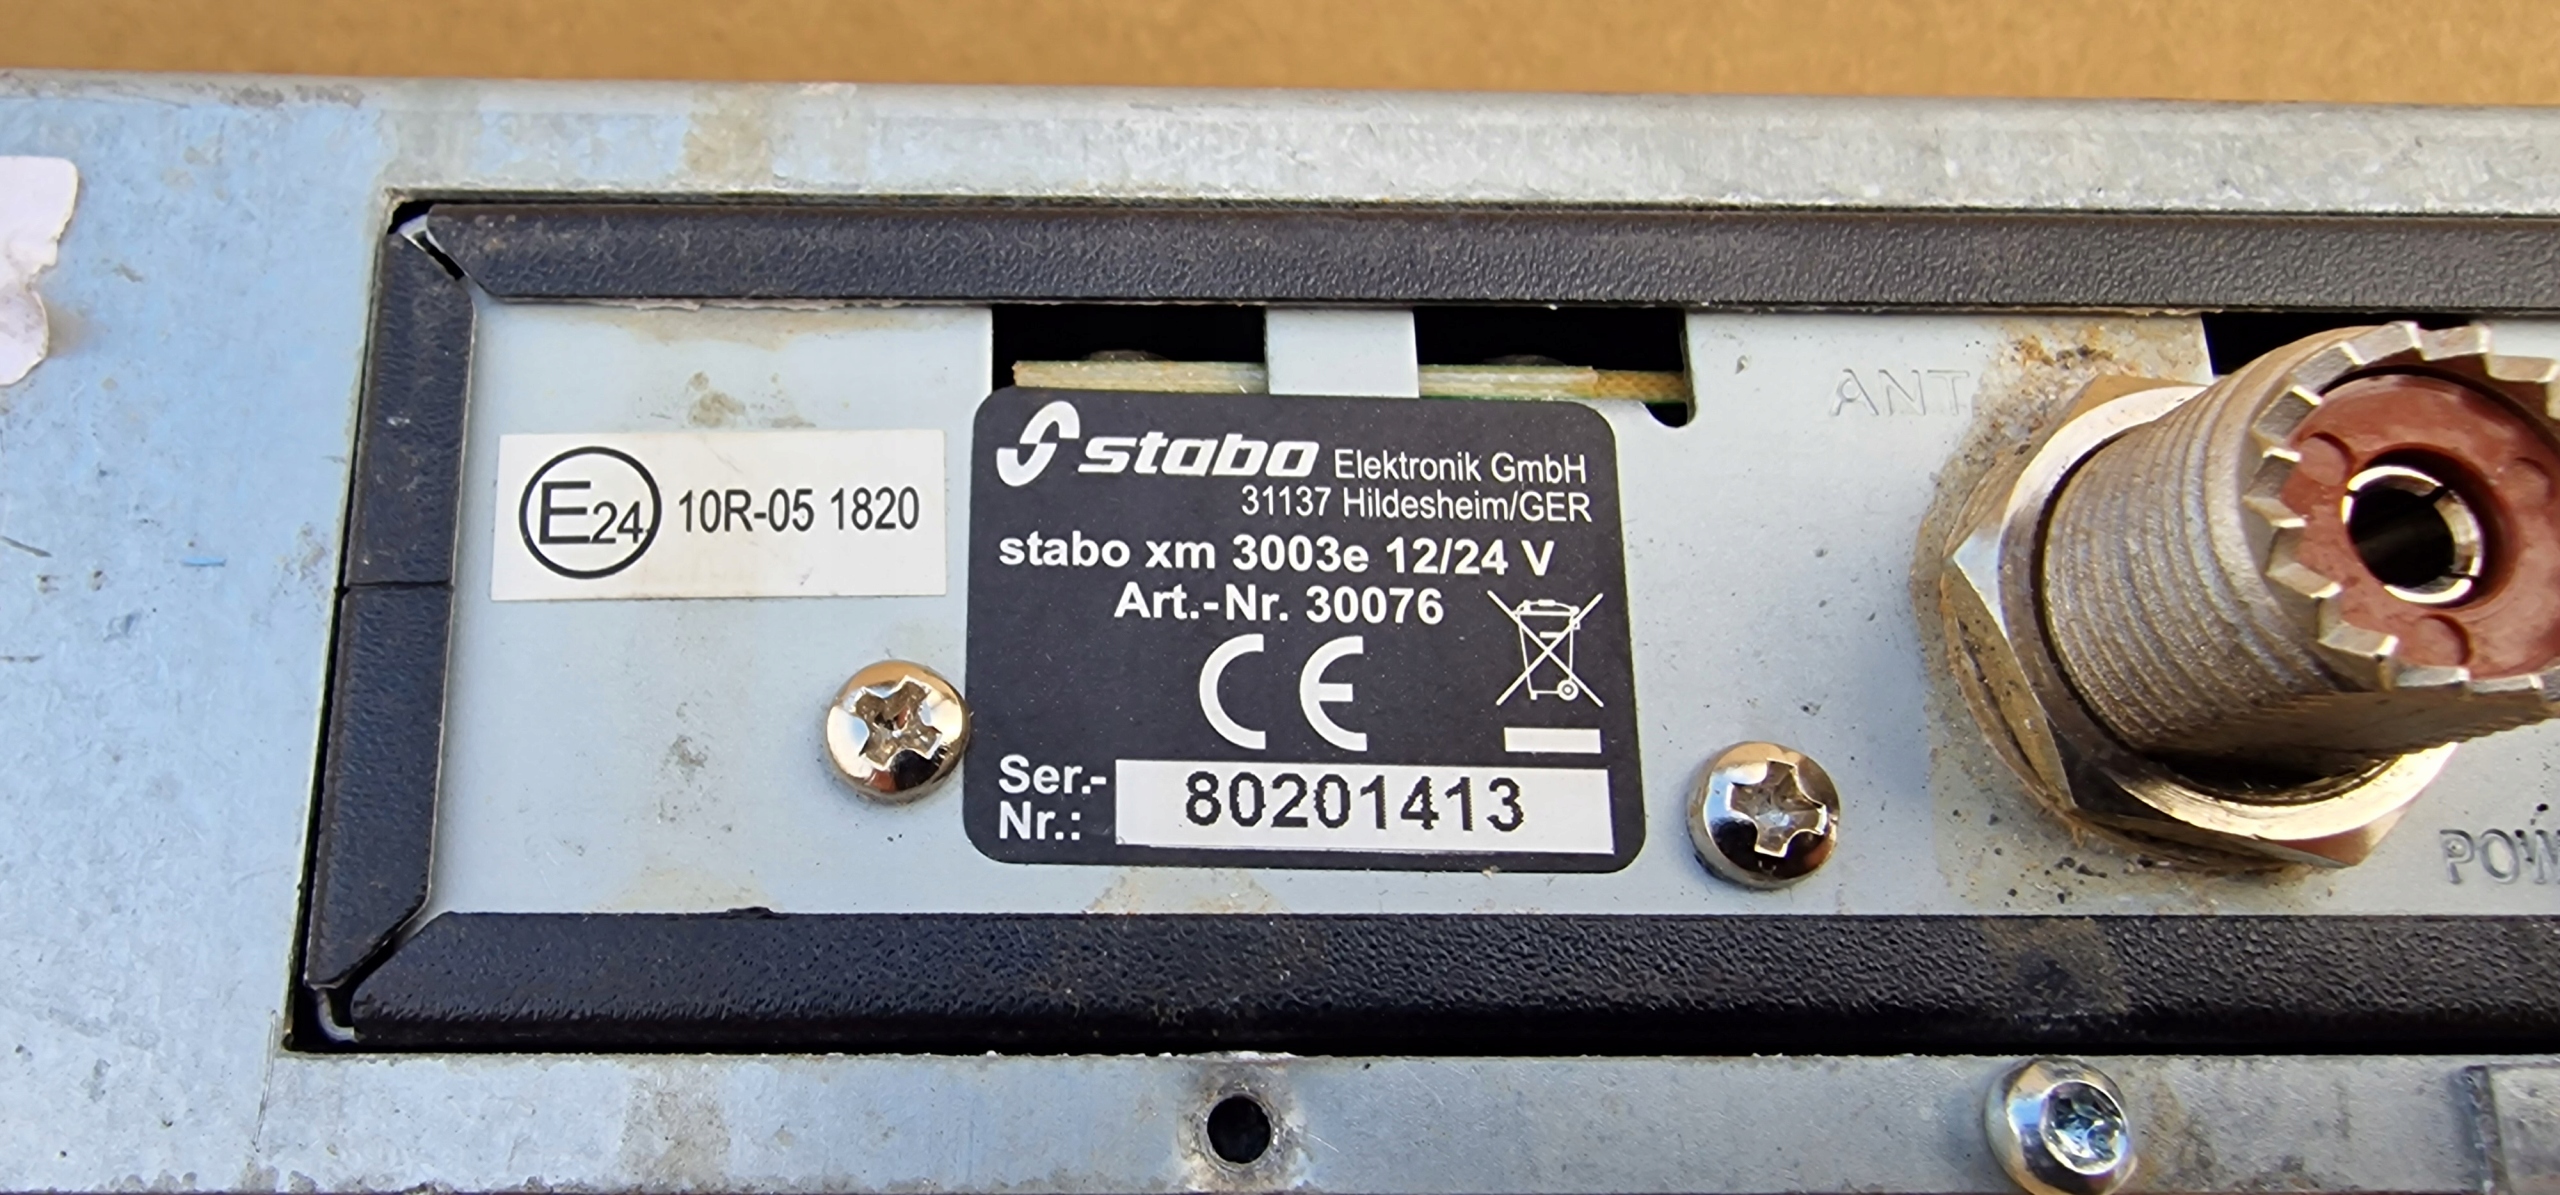 E24 10R-05 1820
stabo Elektronik GmbH
31137 Hildesheim/GER
stabo xm 3003e 12/24 V
Art.-Nr. 30076
CE
Ser.-
Nr.: 80201413
ANT